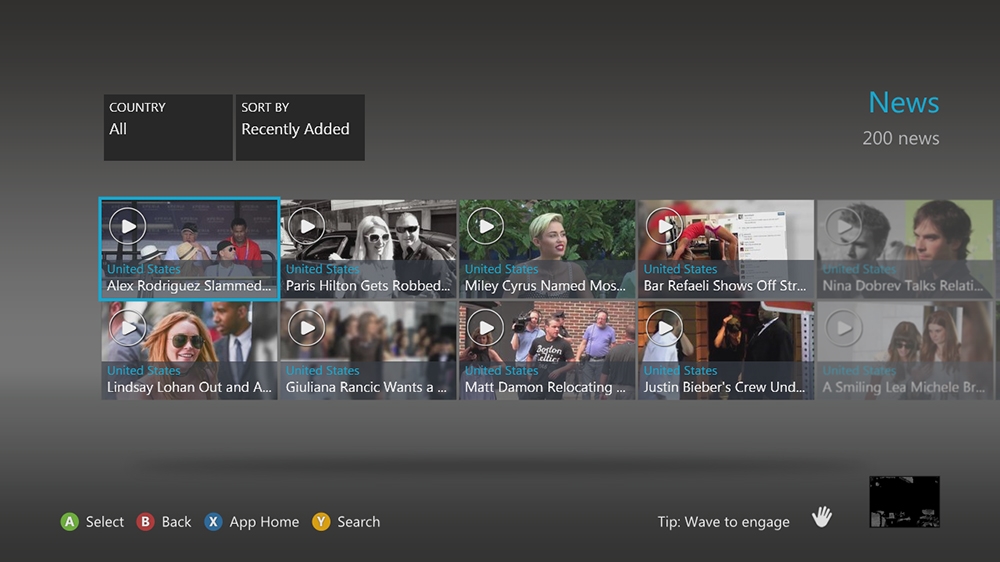 COUNTRY
All
SORT BY
Recently Added
News
200 news
United States
Alex Rodriguez Slammed...
United States
Paris Hilton Gets Robbed...
United States
Miley Cyrus Named Mos...
United States
Bar Refaeli Shows Off Str...
United States
Nina Dobrev Talks Relati...
United States
Lindsay Lohan Out and A...
United States
Giuliana Rancic Wants a ...
Boston
Celtics
United States
Matt Damon Relocating ...
United States
Justin Bieber's Crew Und...
United States
A Smiling Lea Michele Br...
A Select
B Back
X App Home
Y Search
Tip: Wave to engage